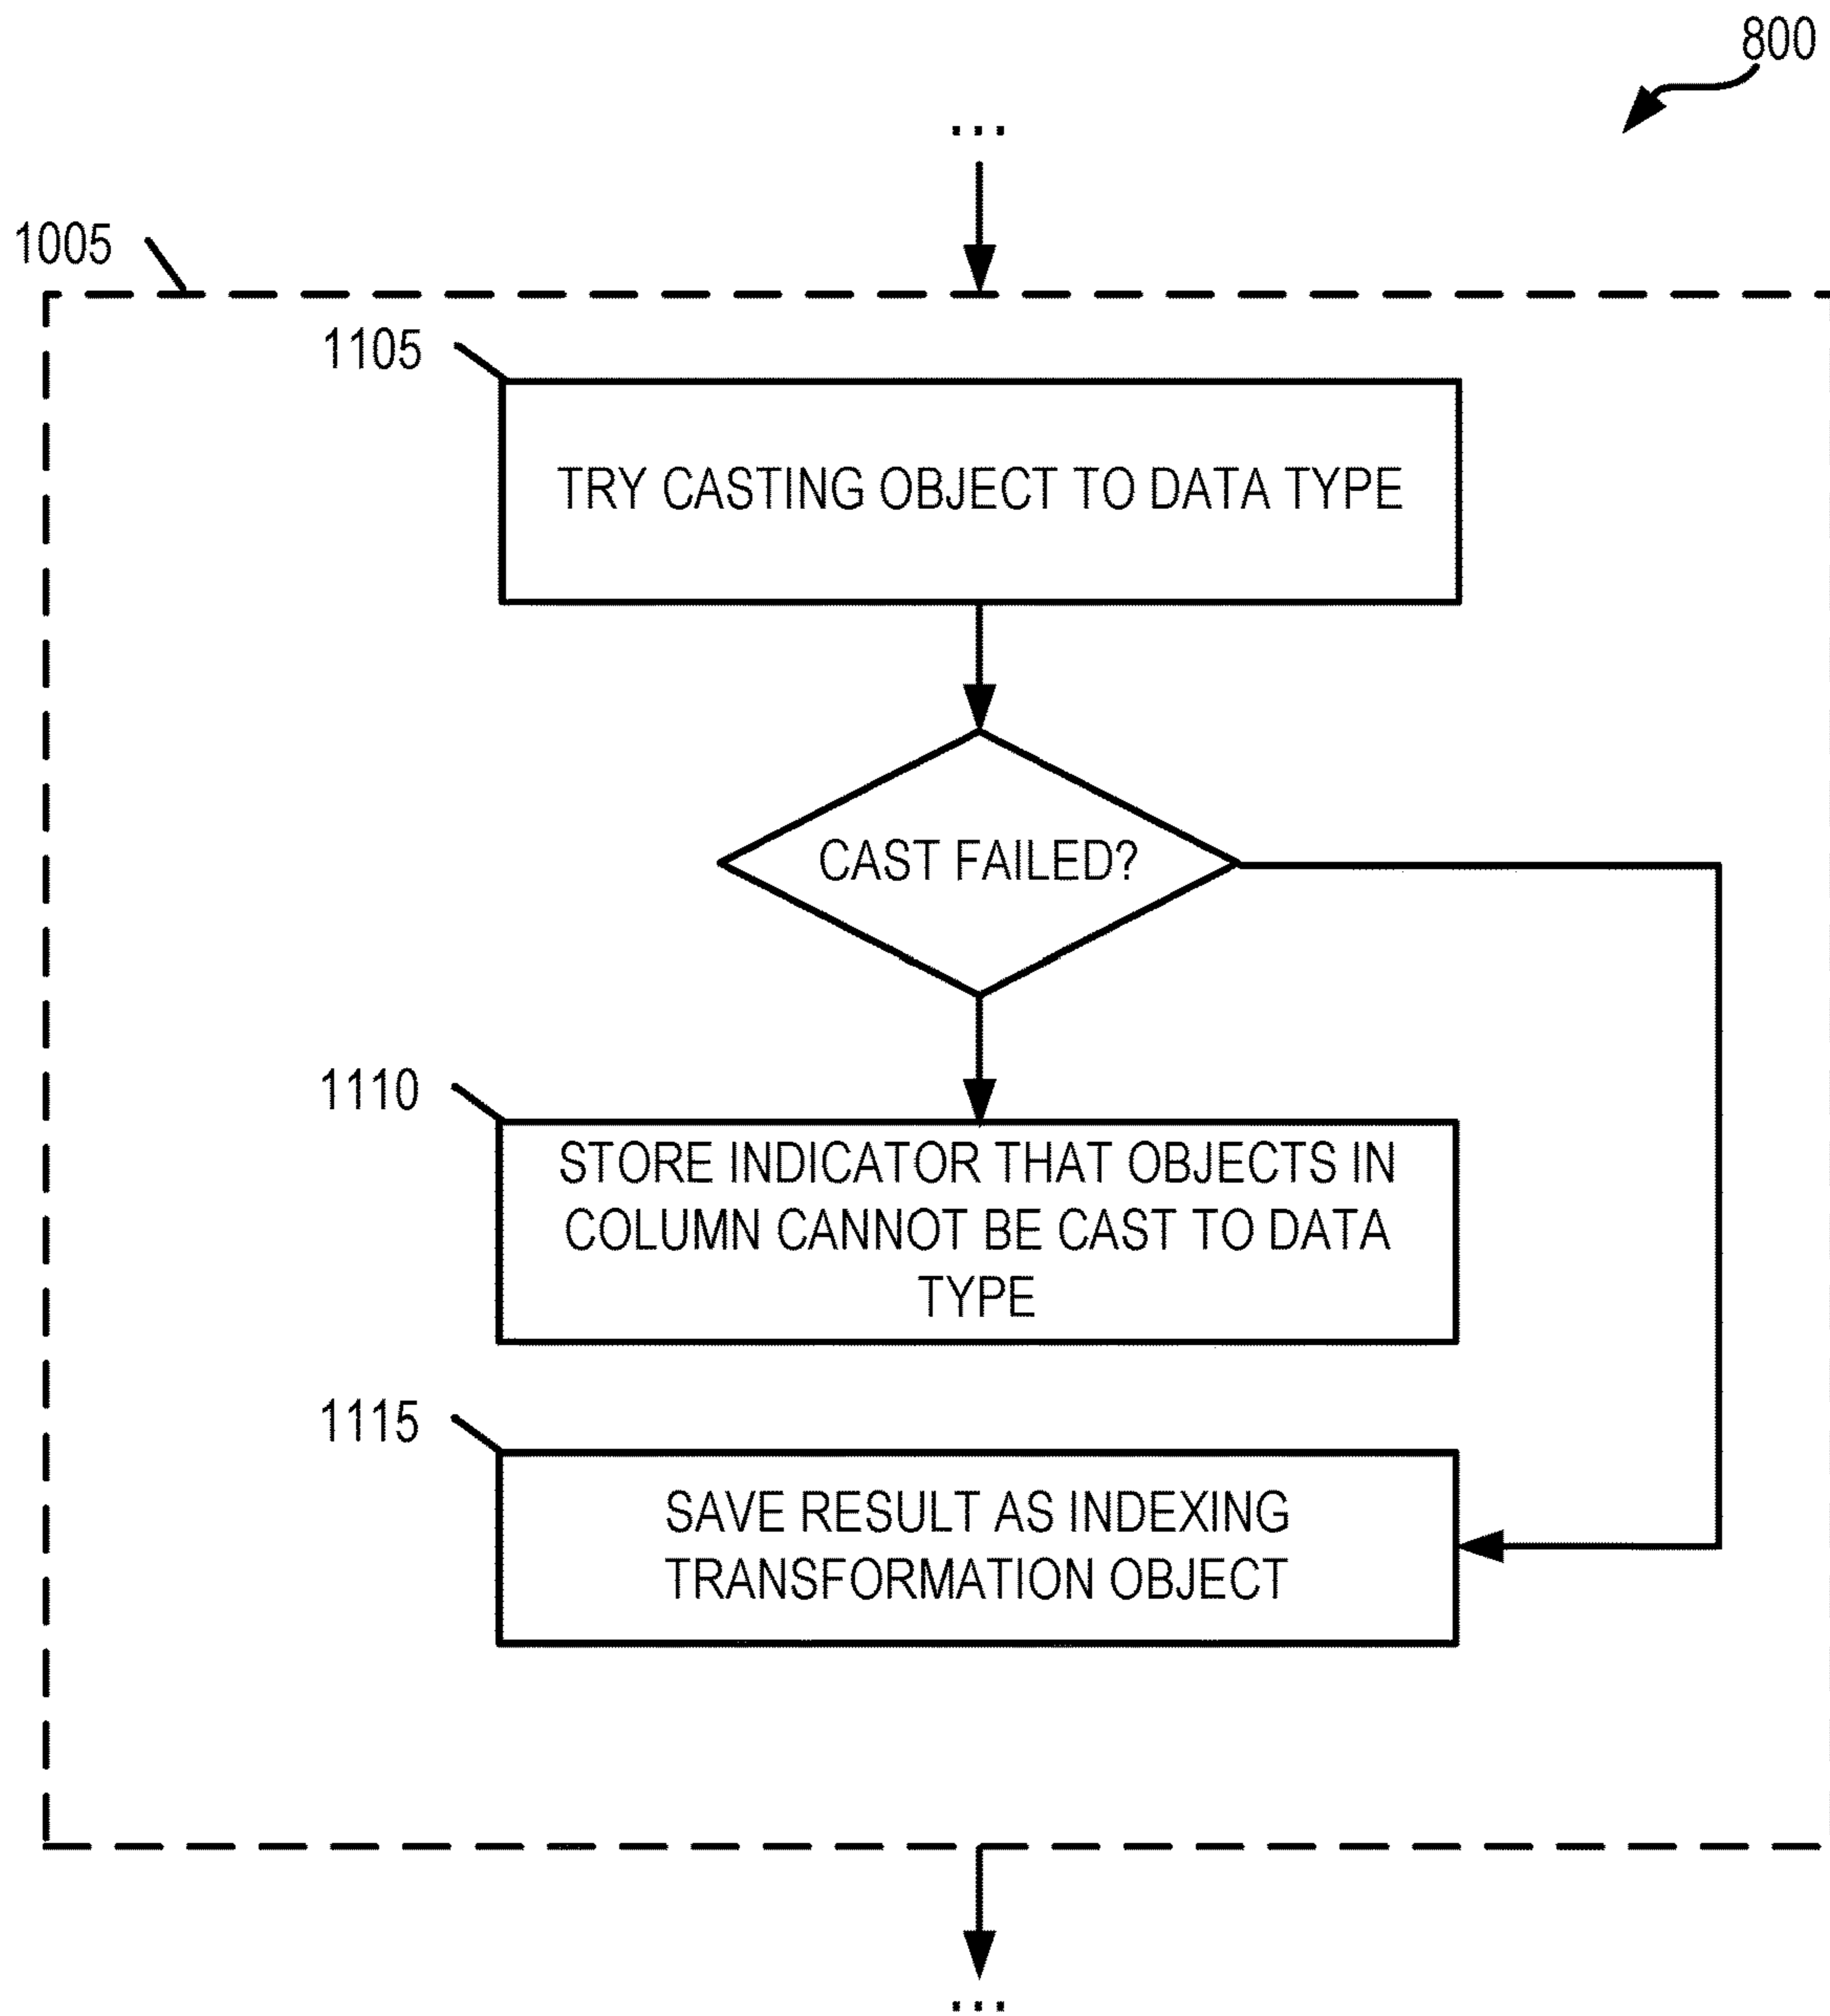 800
...
1005
1105
TRY CASTING OBJECT TO DATA TYPE
CAST FAILED?
1110
STORE INDICATOR THAT OBJECTS IN
COLUMN CANNOT BE CAST TO DATA
TYPE
1115
SAVE RESULT AS INDEXING
TRANSFORMATION OBJECT
...